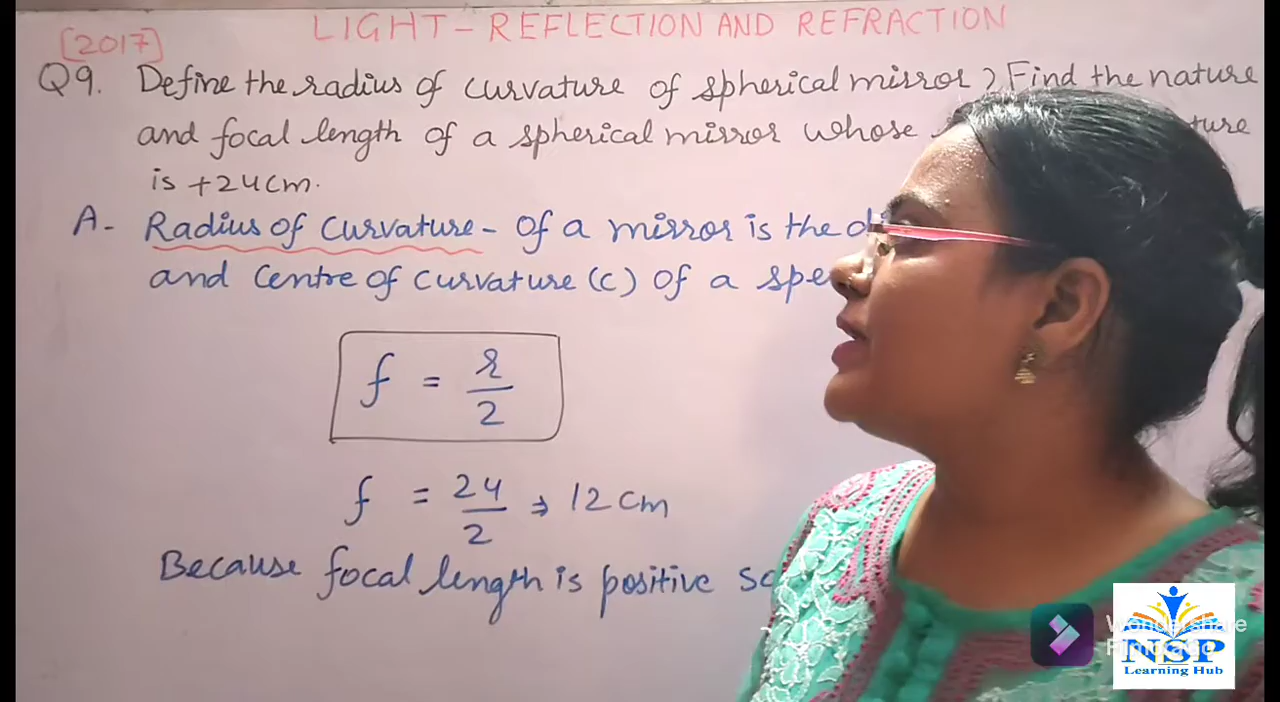 LIGHT - REFLECTION AND REFRACTION
[2017]
Q9. Define the radius of curvature of spherical mirror ? Find the nature
and focal length of a spherical mirror whose
is +24cm.
A- Radius of curvature - of a mirror is the
and centre of curvature (c) of a
f = r/2
f = 24/2 ⇒ 12 cm
Because focal length is positive
Wondershare
Filmora
NSP
Learning Hub